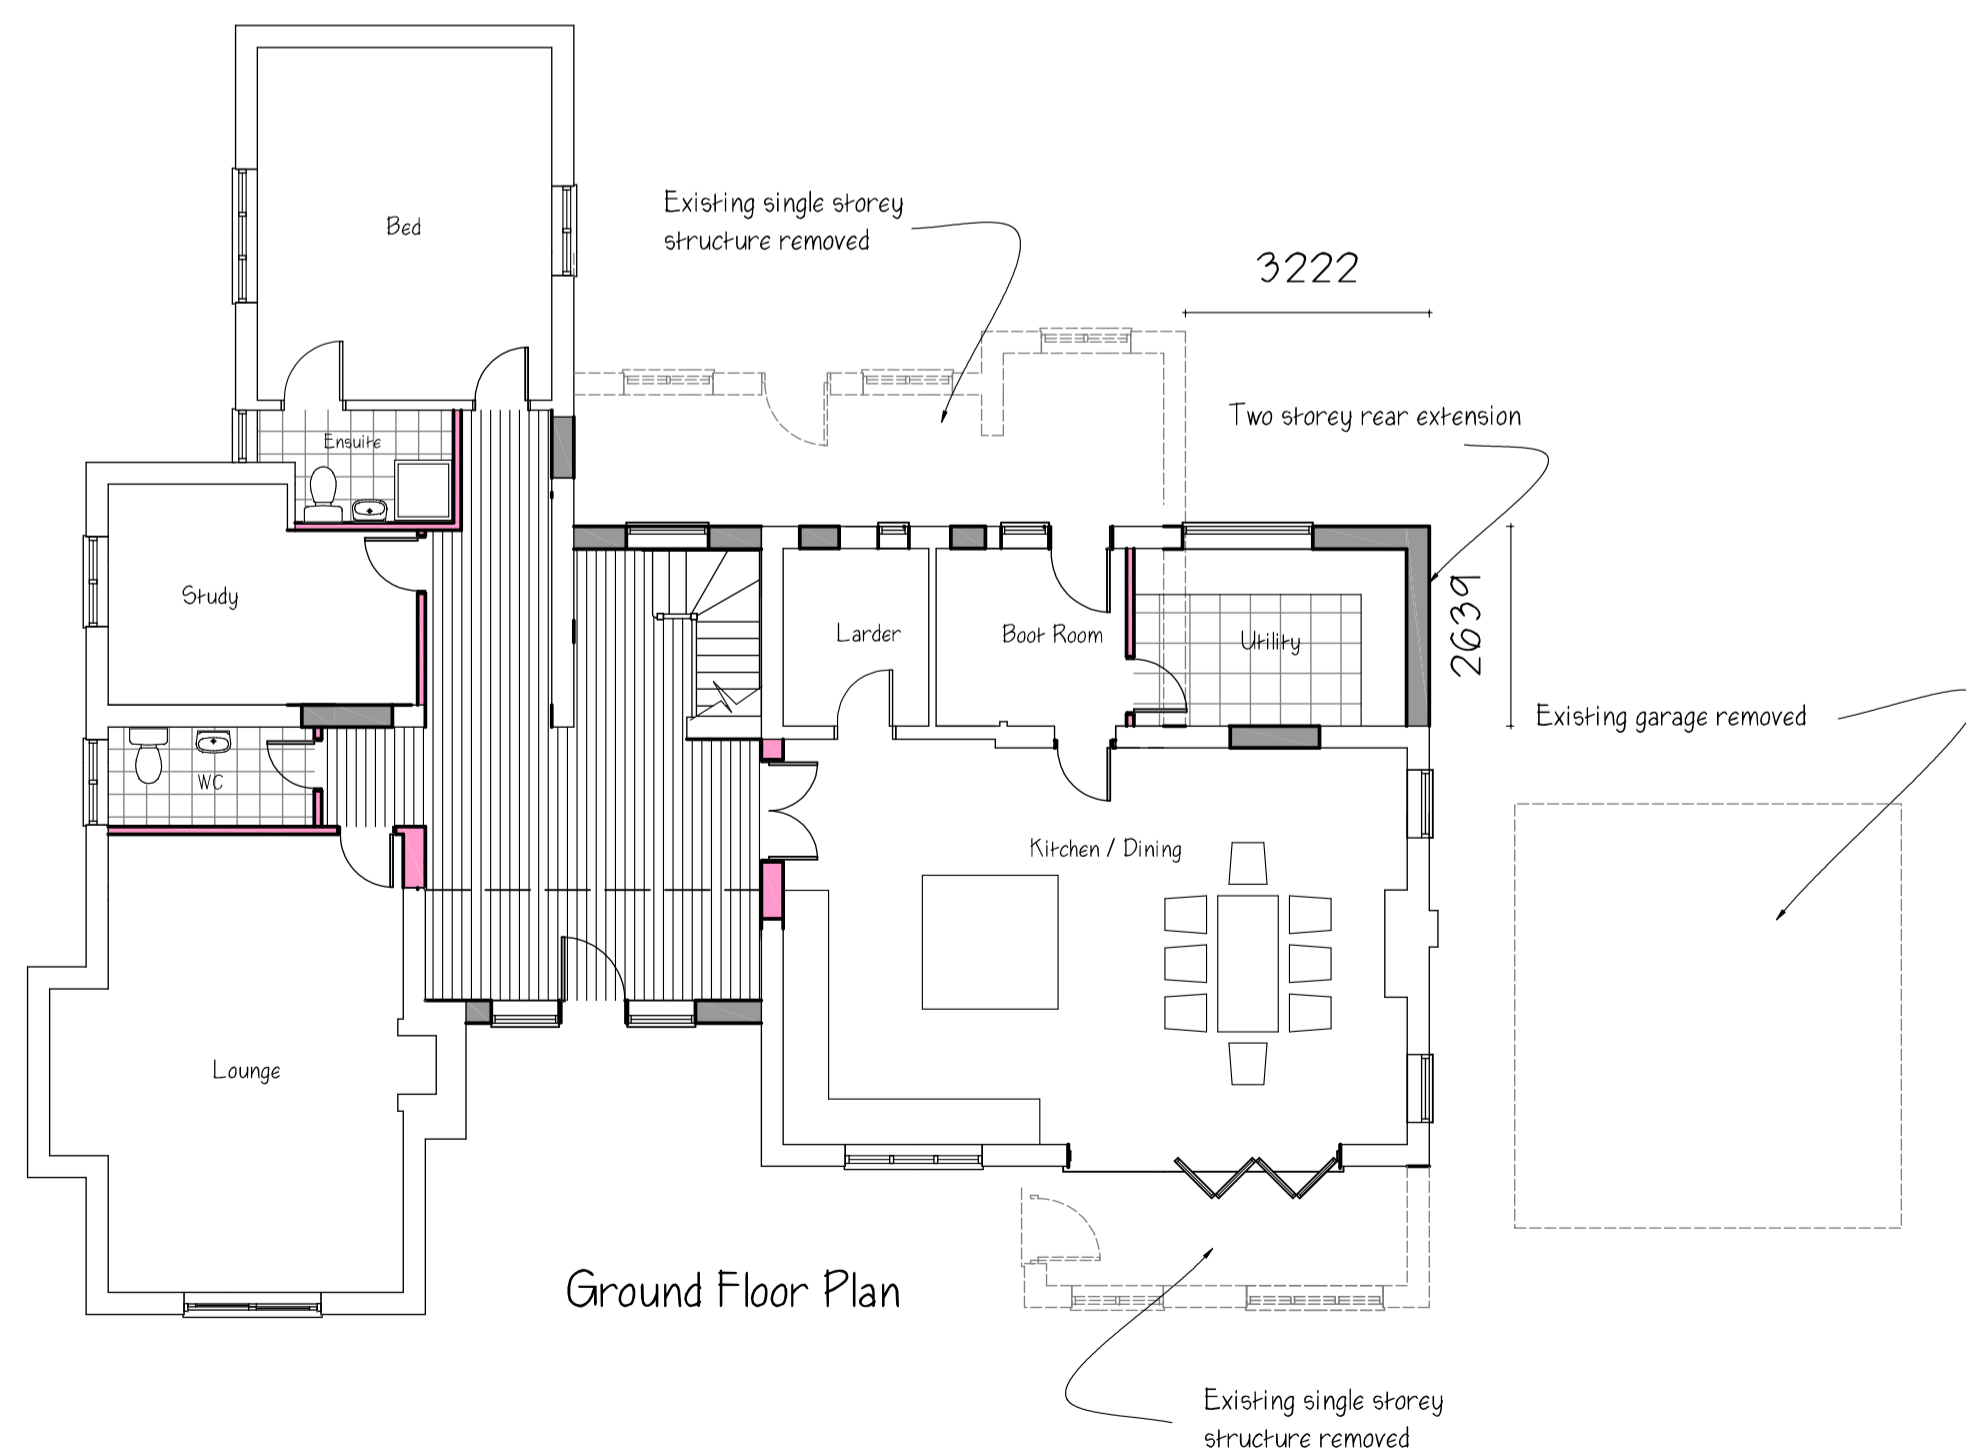 Bed
Existing single storey
structure removed
3222
Two storey rear extension
Ensuite
Study
Larder
Boot Room
Utility
2639
Existing garage removed
WC
Kitchen / Dining
Lounge
Ground Floor Plan
Existing single storey
structure removed